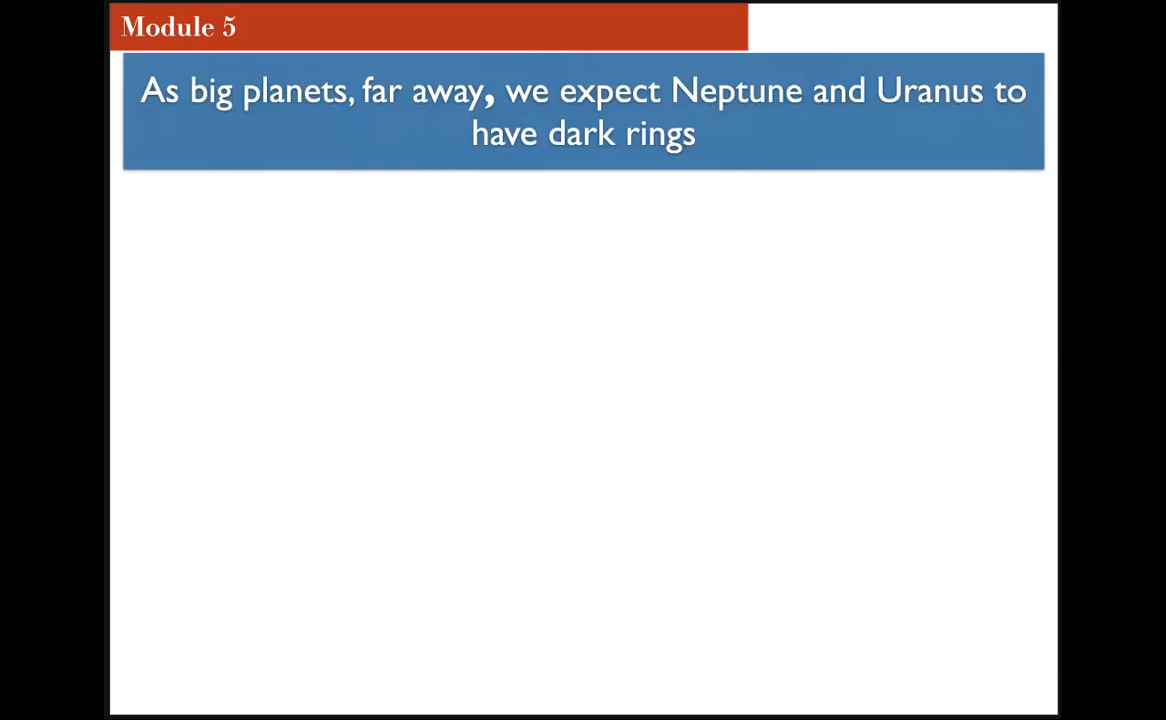 Module 5
As big planets, far away, we expect Neptune and Uranus to
have dark rings